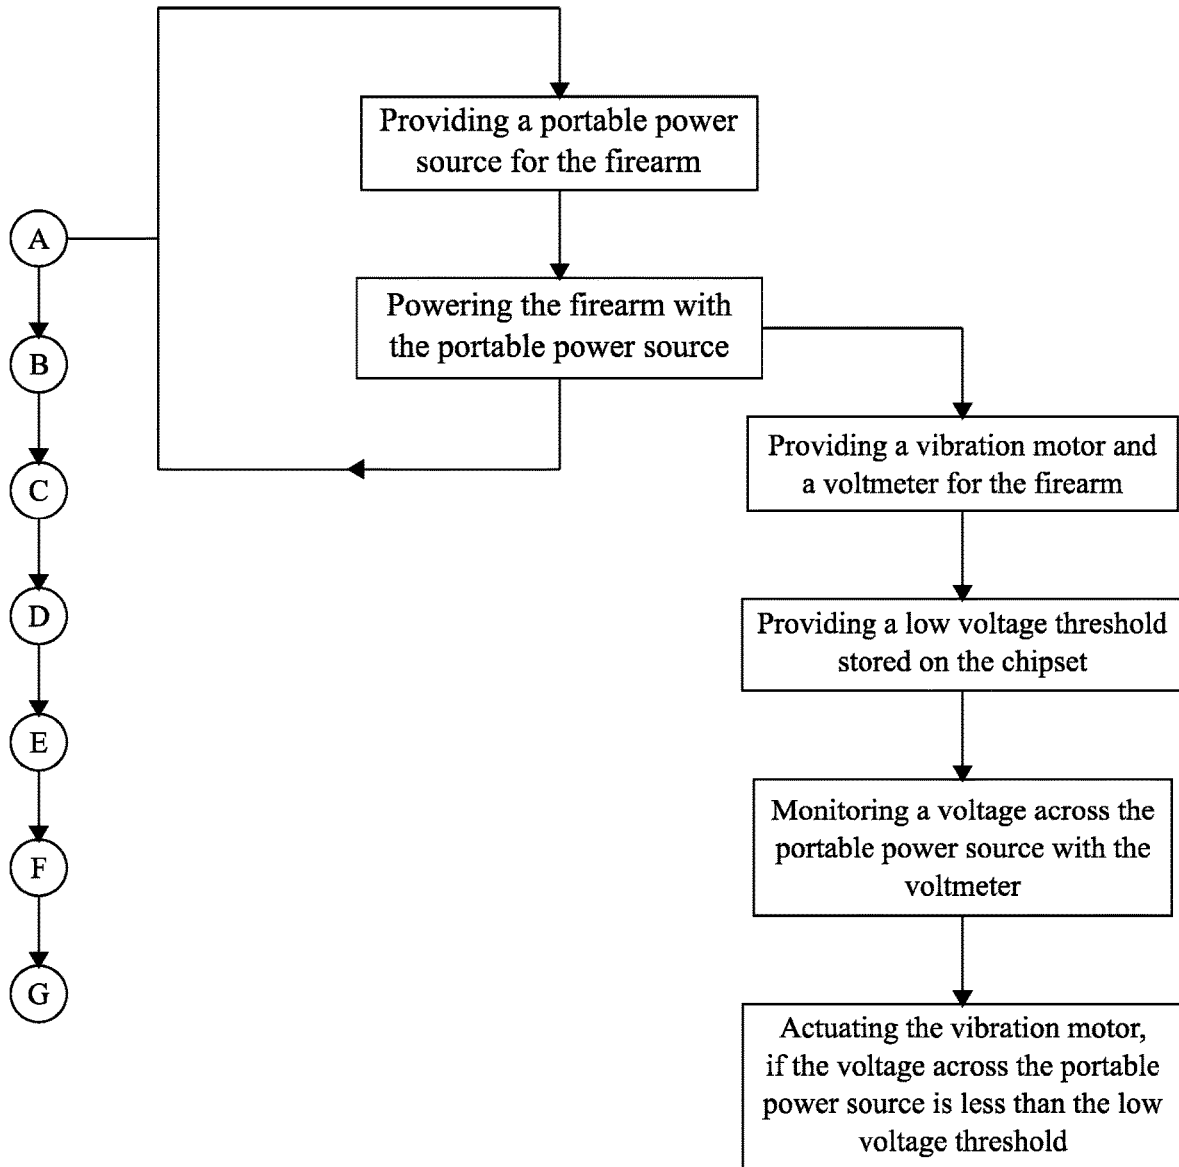 Providing a portable power
source for the firearm
A
Powering the firearm with
the portable power source
B
Providing a vibration motor and
a voltmeter for the firearm
C
D
Providing a low voltage threshold
stored on the chipset
E
Monitoring a voltage across the
portable power source with the
voltmeter
F
G
Actuating the vibration motor,
if the voltage across the portable
power source is less than the low
voltage threshold